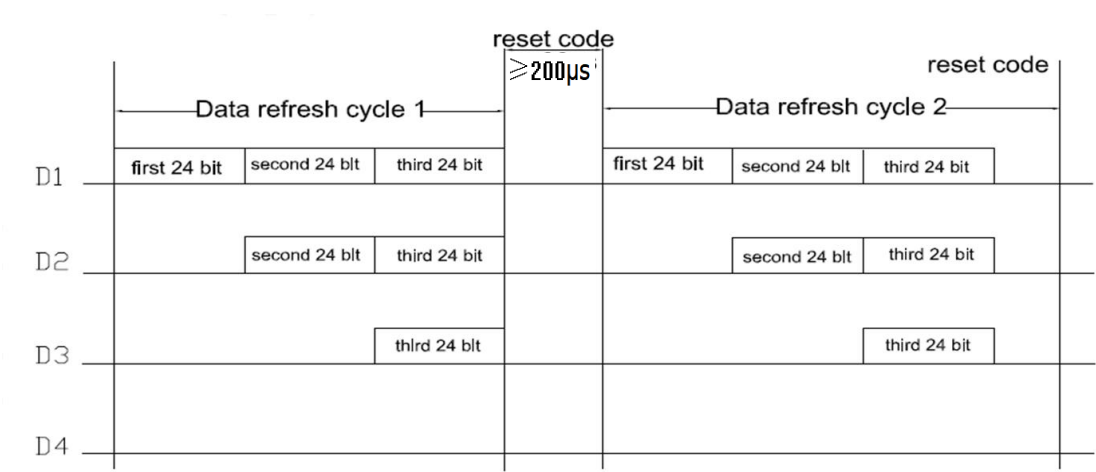 reset code
≥200μs
reset code
Data refresh cycle 1
Data refresh cycle 2
D1
first 24 bit
second 24 blt
third 24 bit
first 24 bit
second 24 blt
third 24 bit
D2
second 24 blt
third 24 bit
second 24 blt
third 24 bit
D3
thlrd 24 blt
third 24 bit
D4